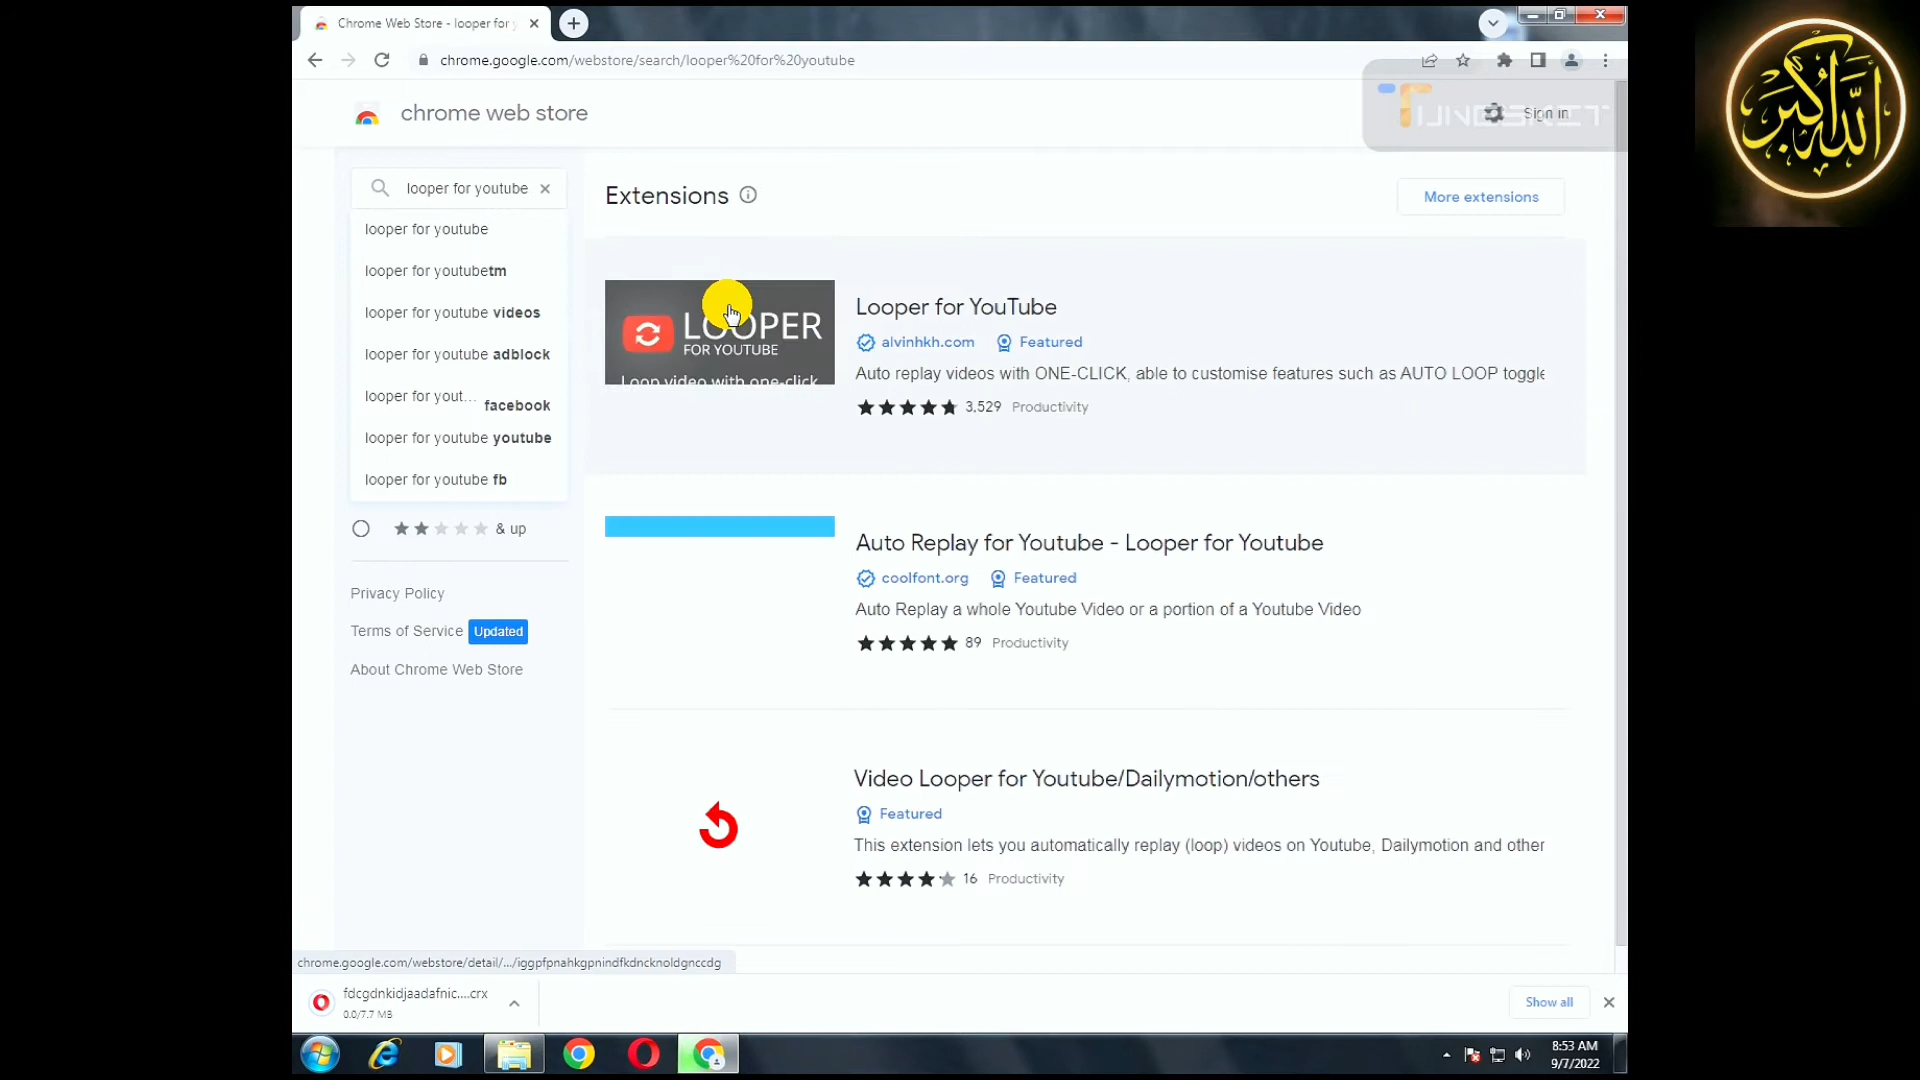 Chrome Web Store - looper for y
chrome.google.com/webstore/search/looper%20for%20youtube
chrome web store
Sign in
looper for youtube
looper for youtube
looper for youtubetm
looper for youtube videos
looper for youtube adblock
looper for yout... facebook
looper for youtube youtube
looper for youtube fb
& up
Privacy Policy
Terms of Service Updated
About Chrome Web Store
Extensions
More extensions
LOOPER
FOR YOUTUBE
Loop video with one-click
Looper for YouTube
alvinhkh.com Featured
Auto replay videos with ONE-CLICK, able to customise features such as AUTO LOOP toggle
3,529 Productivity
Auto Replay for Youtube - Looper for Youtube
coolfont.org Featured
Auto Replay a whole Youtube Video or a portion of a Youtube Video
89 Productivity
Video Looper for Youtube/Dailymotion/others
Featured
This extension lets you automatically replay (loop) videos on Youtube, Dailymotion and other
16 Productivity
chrome.google.com/webstore/detail/.../iggpfpnahkgpnindfkdncknoldgnccdg
fdcgdnkidjaadafnic....crx
0.0/7.7 MB
Show all
8:53 AM
9/7/2022
الله أكبر